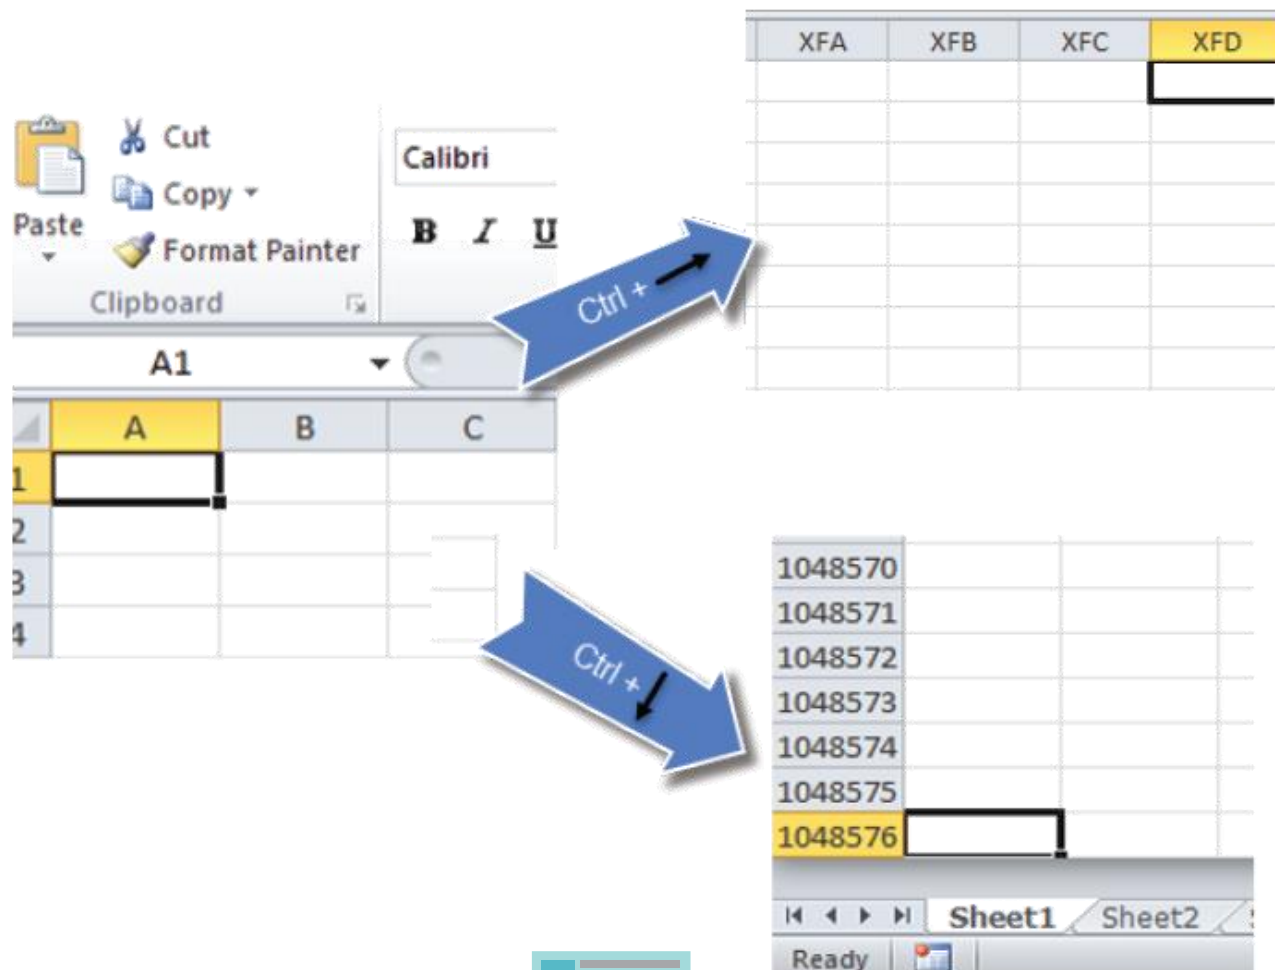 Cut
Copy
Paste
Format Painter
Clipboard
Calibri
B I U
A1
A B C
1
2
3
4
Ctrl +
XFA XFB XFC XFD
Ctrl +
1048570
1048571
1048572
1048573
1048574
1048575
1048576
Sheet1 Sheet2
Ready